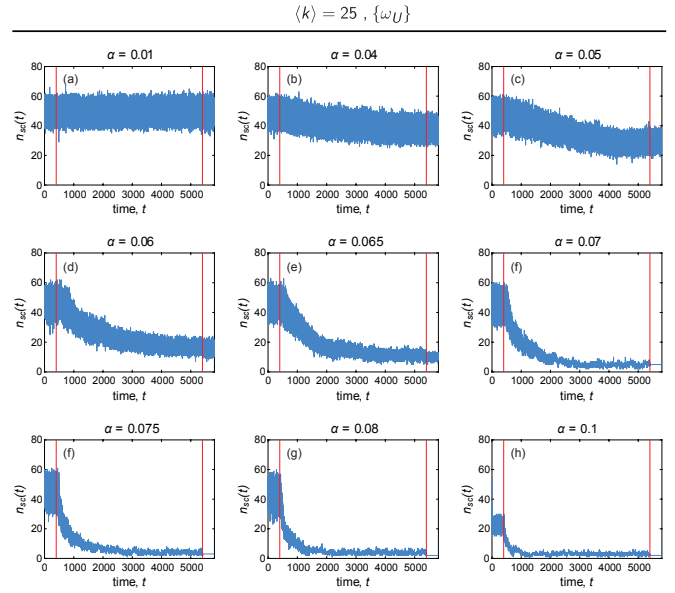 ⟨k⟩ = 25 , {ω_U}
α = 0.01 α = 0.04 α = 0.05
(a) (b) (c)
80 80 80
60 60 60
40 40 40
20 20 20
0 0 0
n_sc(t) n_sc(t) n_sc(t)
0 1000 2000 3000 4000 5000 0 1000 2000 3000 4000 5000 0 1000 2000 3000 4000 5000
time, t time, t time, t
α = 0.06 α = 0.065 α = 0.07
(d) (e) (f)
80 80 80
60 60 60
40 40 40
20 20 20
0 0 0
n_sc(t) n_sc(t) n_sc(t)
0 1000 2000 3000 4000 5000 0 1000 2000 3000 4000 5000 0 1000 2000 3000 4000 5000
time, t time, t time, t
α = 0.075 α = 0.08 α = 0.1
(f) (g) (h)
80 80 80
60 60 60
40 40 40
20 20 20
0 0 0
n_sc(t) n_sc(t) n_sc(t)
0 1000 2000 3000 4000 5000 0 1000 2000 3000 4000 5000 0 1000 2000 3000 4000 5000
time, t time, t time, t